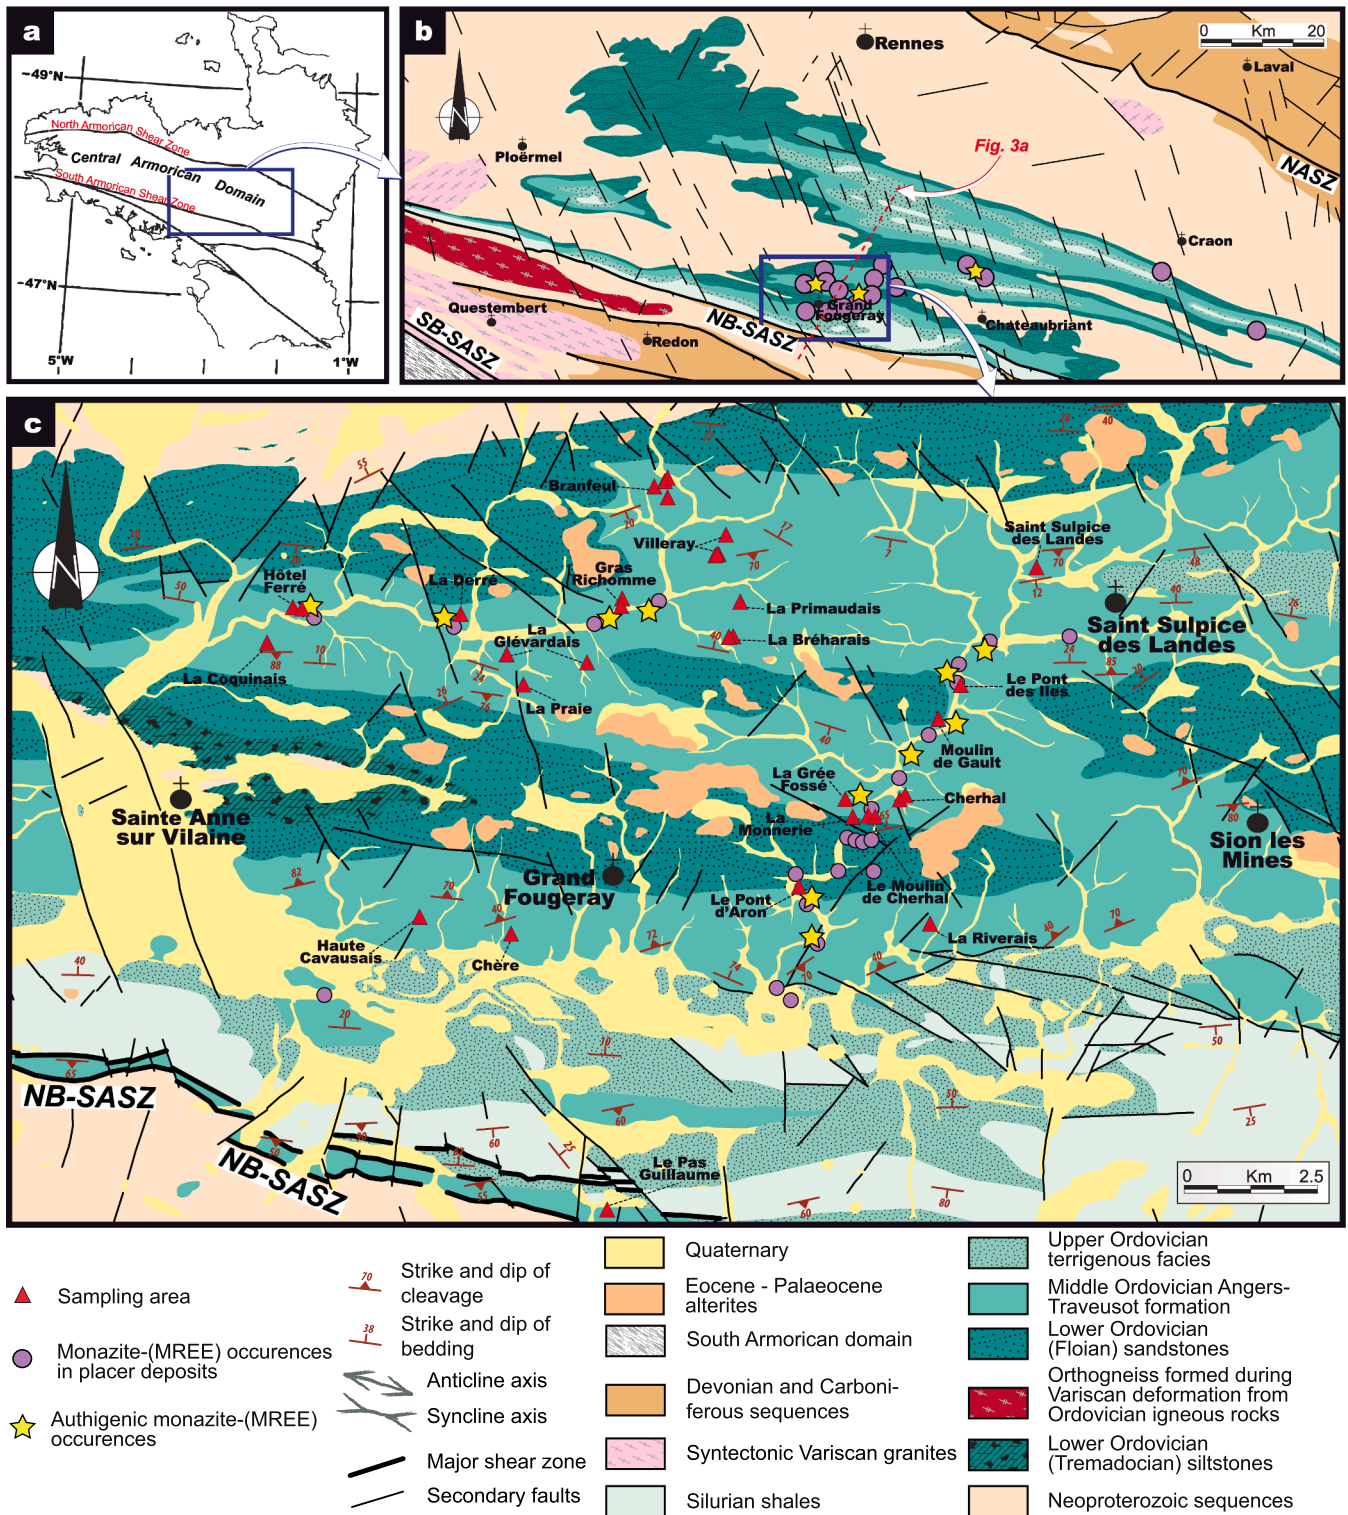 a
49°N
North Armorican Shear Zone
Central Armorican Domain
South Armorican Shear Zone
47°N
5°W
1°W
b
Rennes
0 Km 20
Laval
Ploërmel
Fig. 3a
NASZ
N
Craon
Questembert
Grand
Fougeray
NB-SASZ
Chateaubriant
SB-SASZ
Redon
c
N
Branfeul
Villeray
Saint Sulpice
des Landes
Hôtel
Ferré
La Derré
Gras
Richomme
La Primaudais
La Bréharais
Saint Sulpice
des Landes
La
Glévardais
La Coquinais
La Praie
Le Pont
des Iles
Moulin
de Gault
La Grée
Fossé
Cherhal
La
Monnerie
Sainte Anne
sur Vilaine
Sion les
Mines
Grand
Fougeray
Le Moulin
de Cherhal
Le Pont
d'Aron
La Riverais
Haute
Cavausais
Chère
NB-SASZ
NB-SASZ
Le Pas
Guillaume
0 Km 2.5
Sampling area
Monazite-(MREE) occurences
in placer deposits
Authigenic monazite-(MREE)
occurences
70
Strike and dip of
cleavage
38
Strike and dip of
bedding
Anticline axis
Syncline axis
Major shear zone
Secondary faults
Quaternary
Eocene - Palaeocene
alterites
South Armorican domain
Devonian and Carboni-
ferous sequences
Syntectonic Variscan granites
Silurian shales
Upper Ordovician
terrigenous facies
Middle Ordovician Angers-
Traveusot formation
Lower Ordovician
(Floian) sandstones
Orthogneiss formed during
Variscan deformation from
Ordovician igneous rocks
Lower Ordovician
(Tremadocian) siltstones
Neoproterozoic sequences